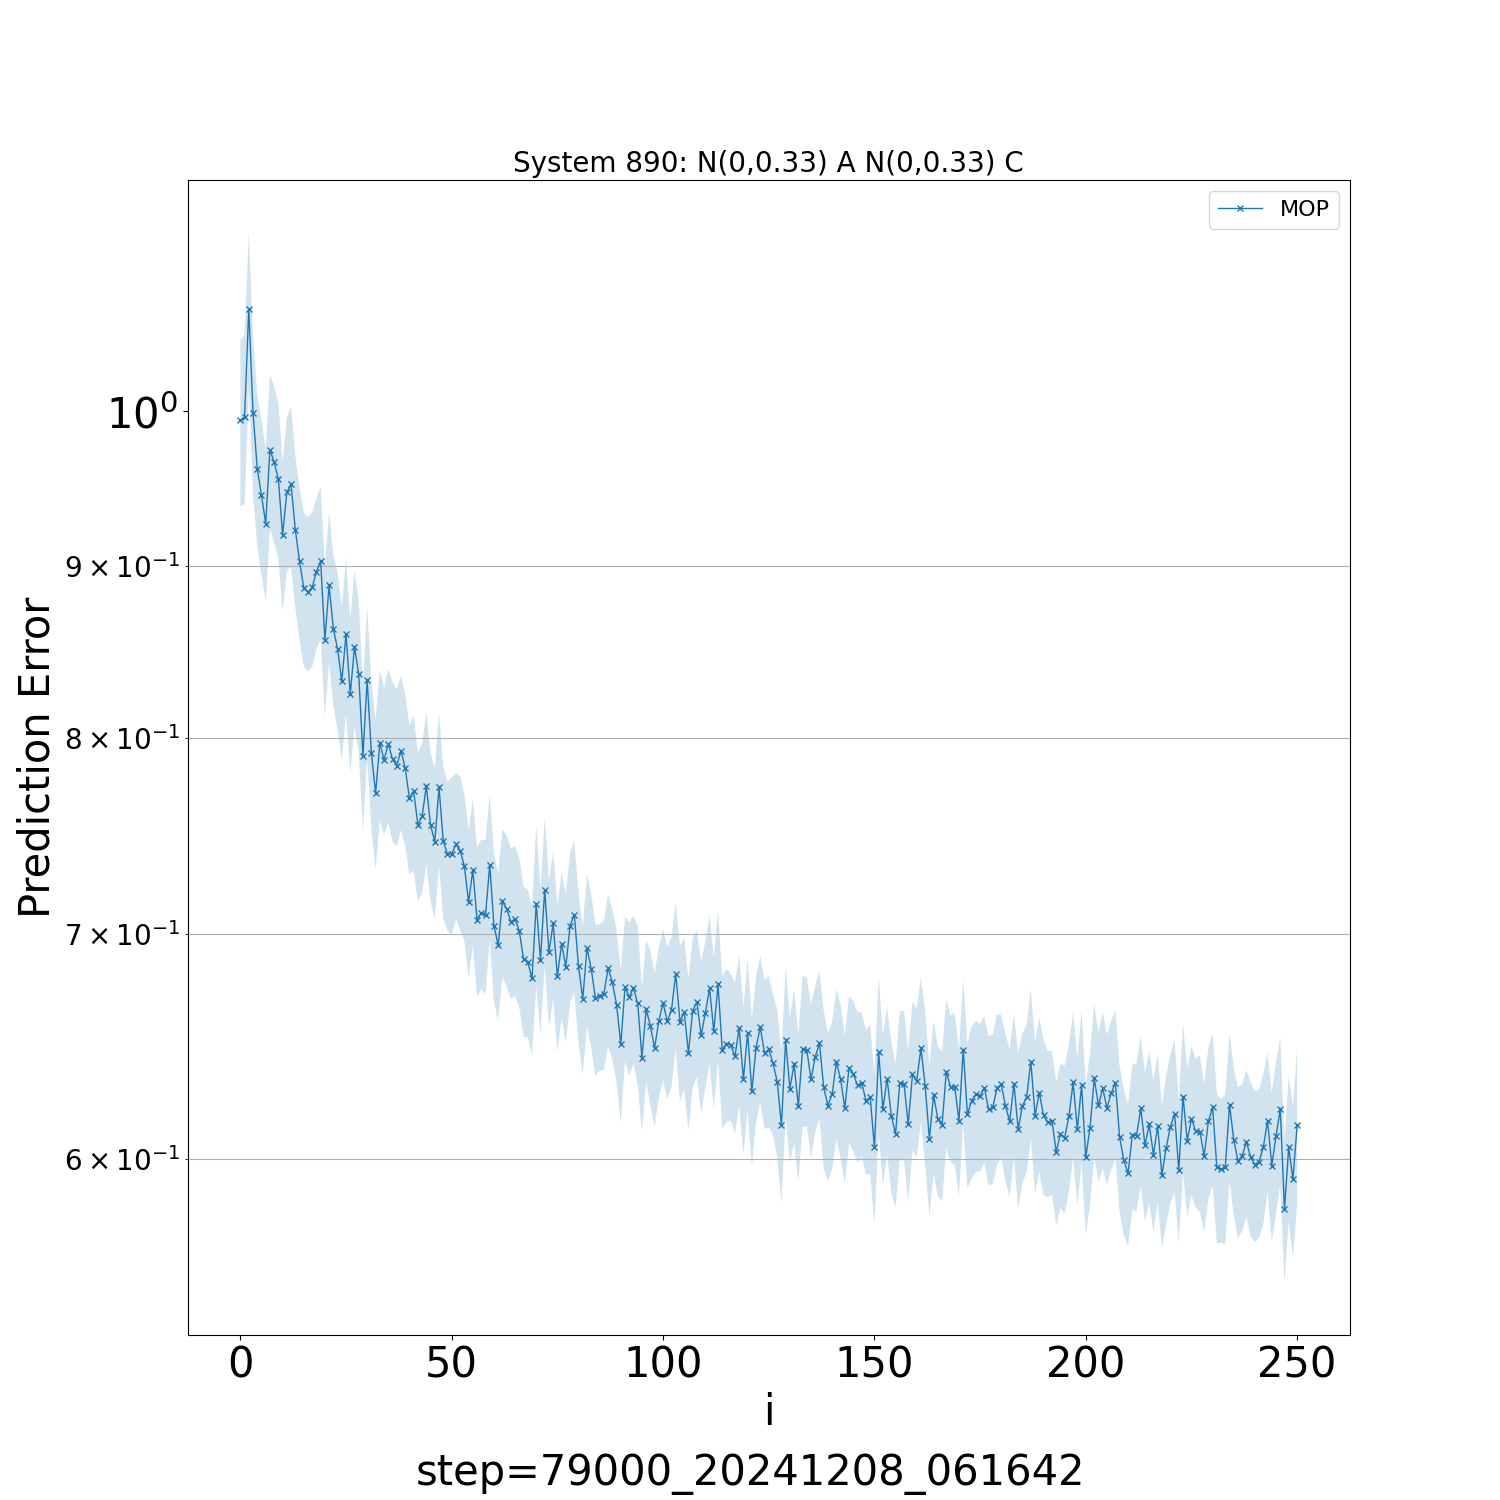 System 890: N(0,0.33) A N(0,0.33) C
MOP
10⁰
9 × 10⁻¹
8 × 10⁻¹
7 × 10⁻¹
6 × 10⁻¹
Prediction Error
0 50 100 150 200 250
i
step=79000_20241208_061642